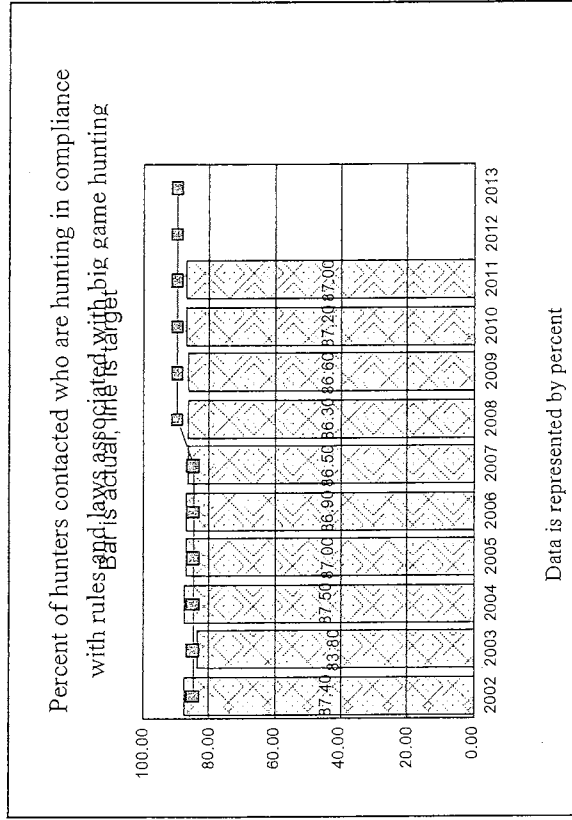 Percent of hunters contacted who are hunting in compliance
with rules and laws associated with big game hunting
Bar is actual, line is target
100.00
80.00
60.00
40.00
20.00
0.00
87.40 83.80 87.50 87.00 86.90 86.50 86.30 86.60 87.20 87.00
2002 2003 2004 2005 2006 2007 2008 2009 2010 2011 2012 2013
Data is represented by percent